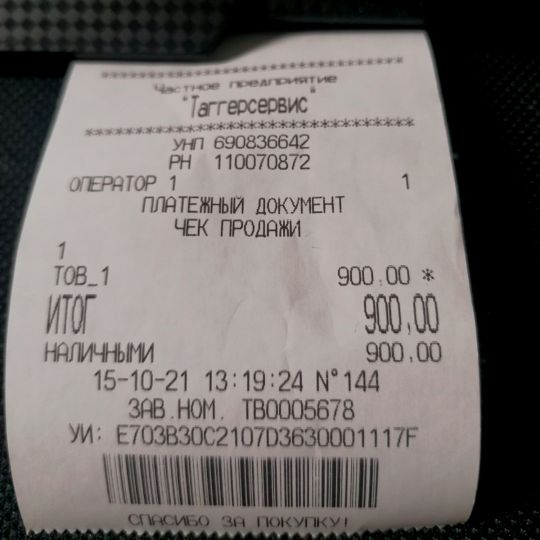 ********************************
Частное предприятие
"Таггерсервис"
********************************
УНП 690836642
РН 110070872
ОПЕРАТОР 1 1
ПЛАТЕЖНЫЙ ДОКУМЕНТ
ЧЕК ПРОДАЖИ
1
ТОВ_1 900,00 *
ИТОГ 900,00
НАЛИЧНЫМИ 900,00
15-10-21 13:19:24 N°144
ЗАВ.НОМ. TB0005678
УИ: E703B30C2107D3630001117F
СПАСИБО ЗА ПОКУПКУ!